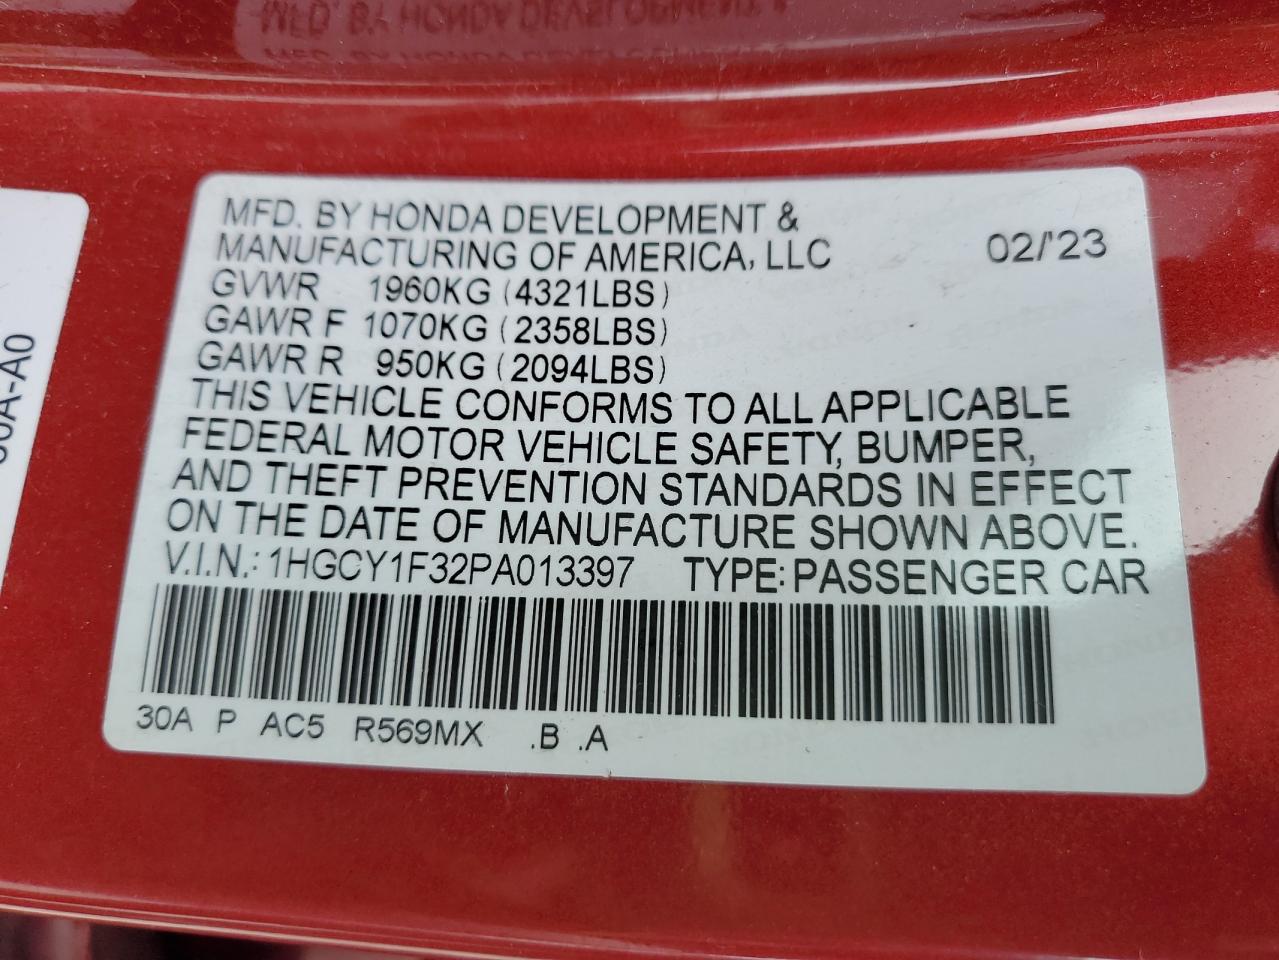 MFD. BY HONDA DEVELOPMENT &
MANUFACTURING OF AMERICA, LLC 02/'23
GVWR 1960KG (4321LBS)
GAWR F 1070KG (2358LBS)
GAWR R 950KG (2094LBS)
THIS VEHICLE CONFORMS TO ALL APPLICABLE
FEDERAL MOTOR VEHICLE SAFETY, BUMPER,
AND THEFT PREVENTION STANDARDS IN EFFECT
ON THE DATE OF MANUFACTURE SHOWN ABOVE.
V.I.N.: 1HGCY1F32PA013397 TYPE: PASSENGER CAR
30A P AC5 R569MX .B .A